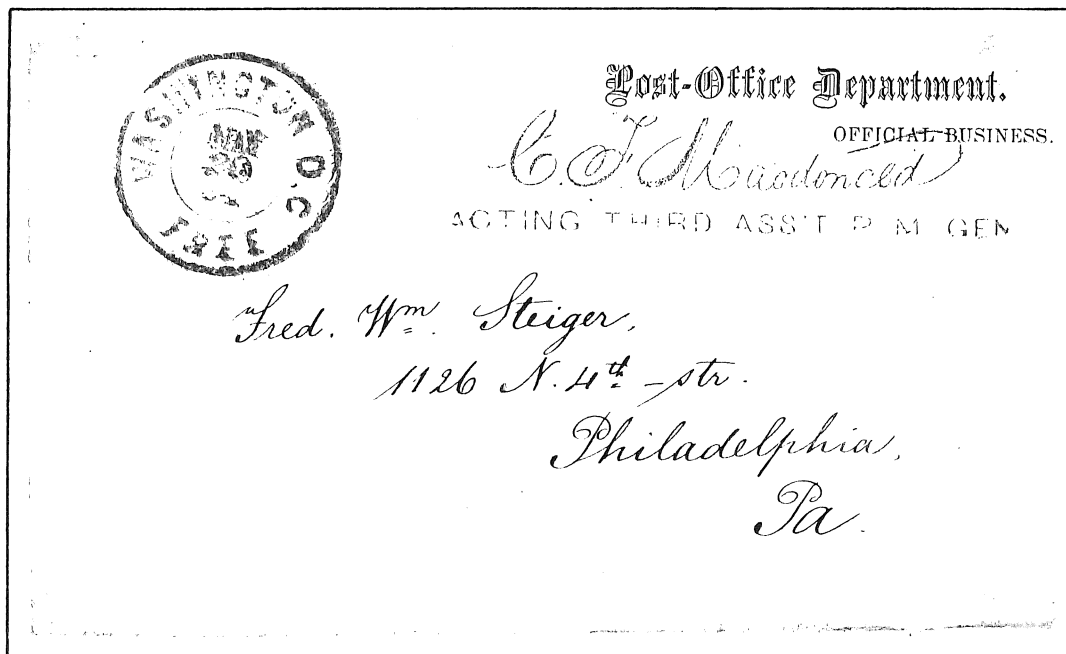 WASHINGTON D.C.
FREE
Post-Office Department.
OFFICIAL BUSINESS.
C. F. Macdonald
ACTING THIRD ASS'T P. M. GEN
Fred. Wm. Steiger,
1126 N. 4th - str.
Philadelphia,
Pa.